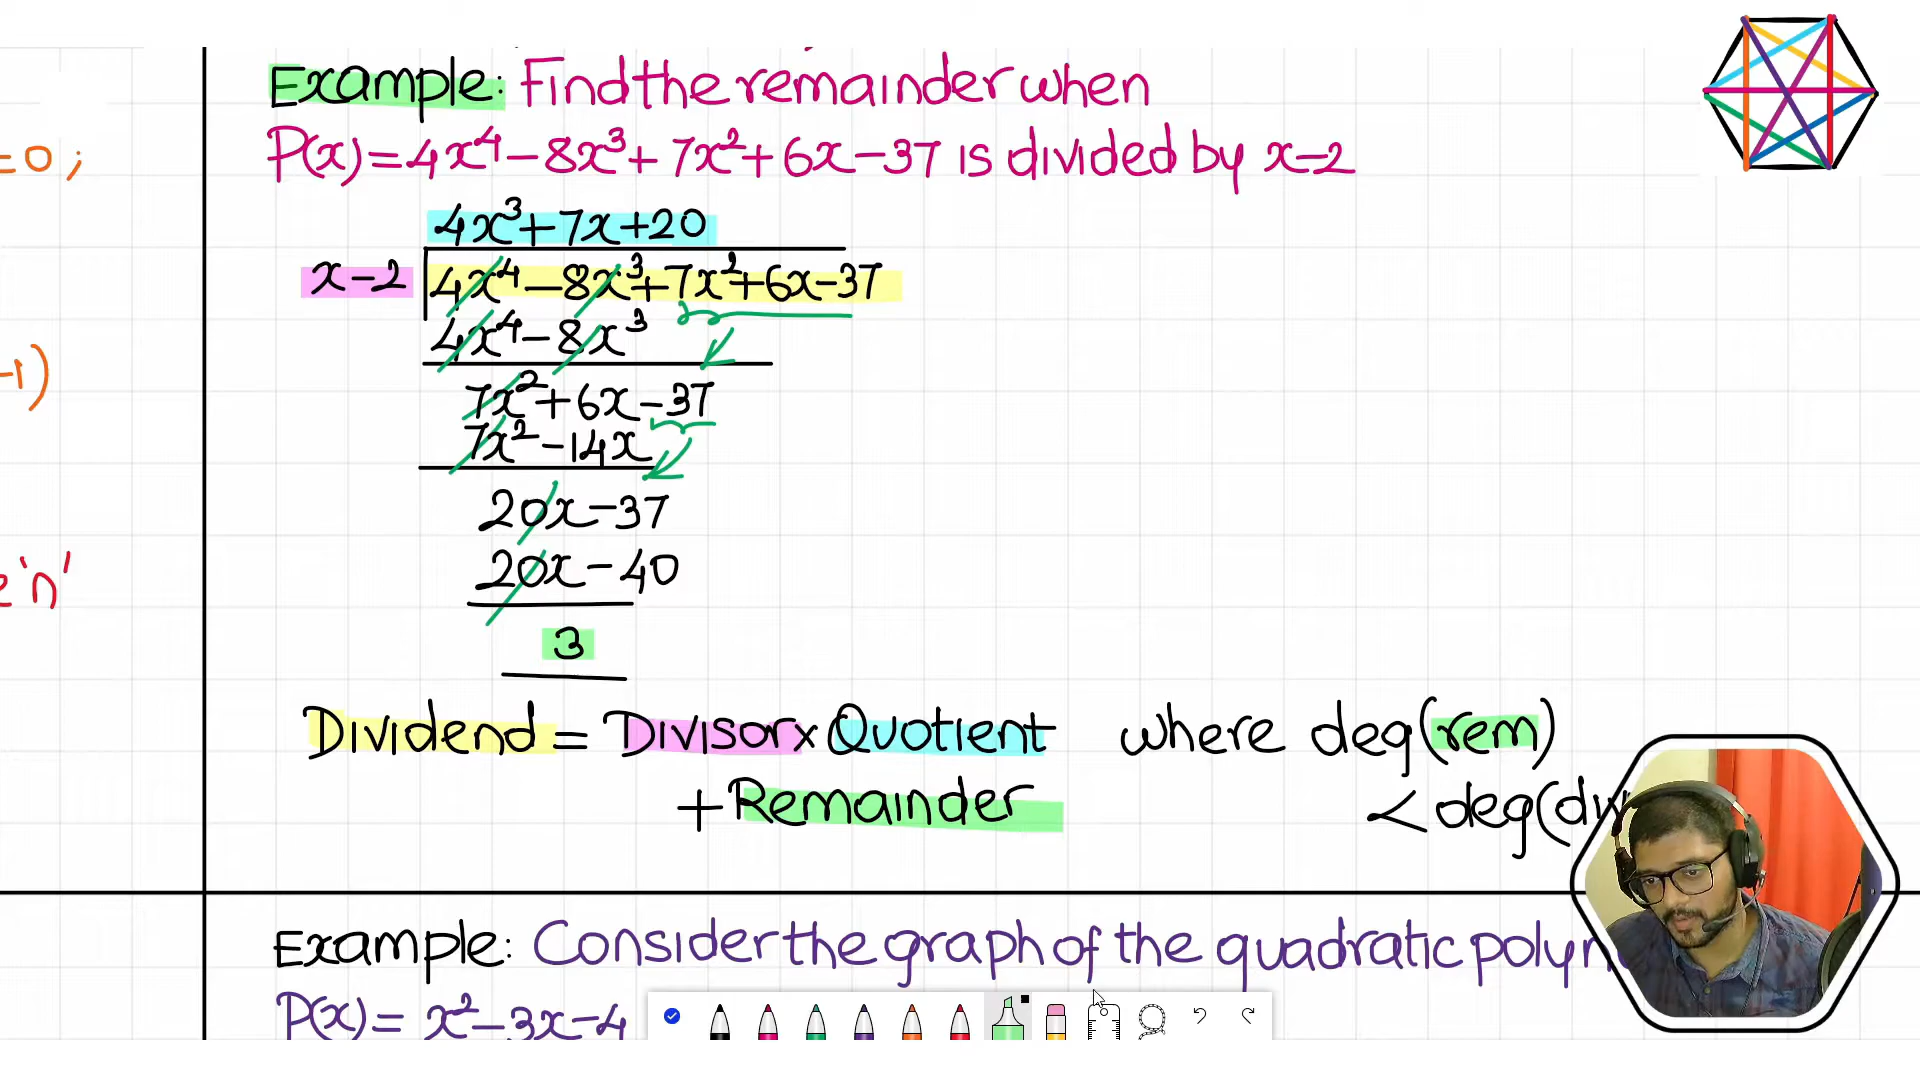 =0;
-1)
'n'
Example: Find the remainder when
P(x)=4x⁴-8x³+7x²+6x-37 is divided by x-2
4x³+7x+20
x-2 4x⁴-8x³+7x²+6x-37
4x⁴-8x³
7x²+6x-37
7x²-14x
20x-37
20x-40
3
Dividend = Divisor x Quotient where deg(rem)
+Remainder < deg(div
Example: Consider the graph of the quadratic polyn
P(x)= x²-3x-4